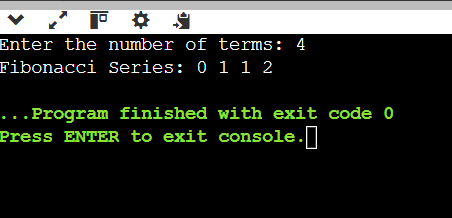 Enter the number of terms: 4
Fibonacci Series: 0 1 1 2
...Program finished with exit code 0
Press ENTER to exit console.